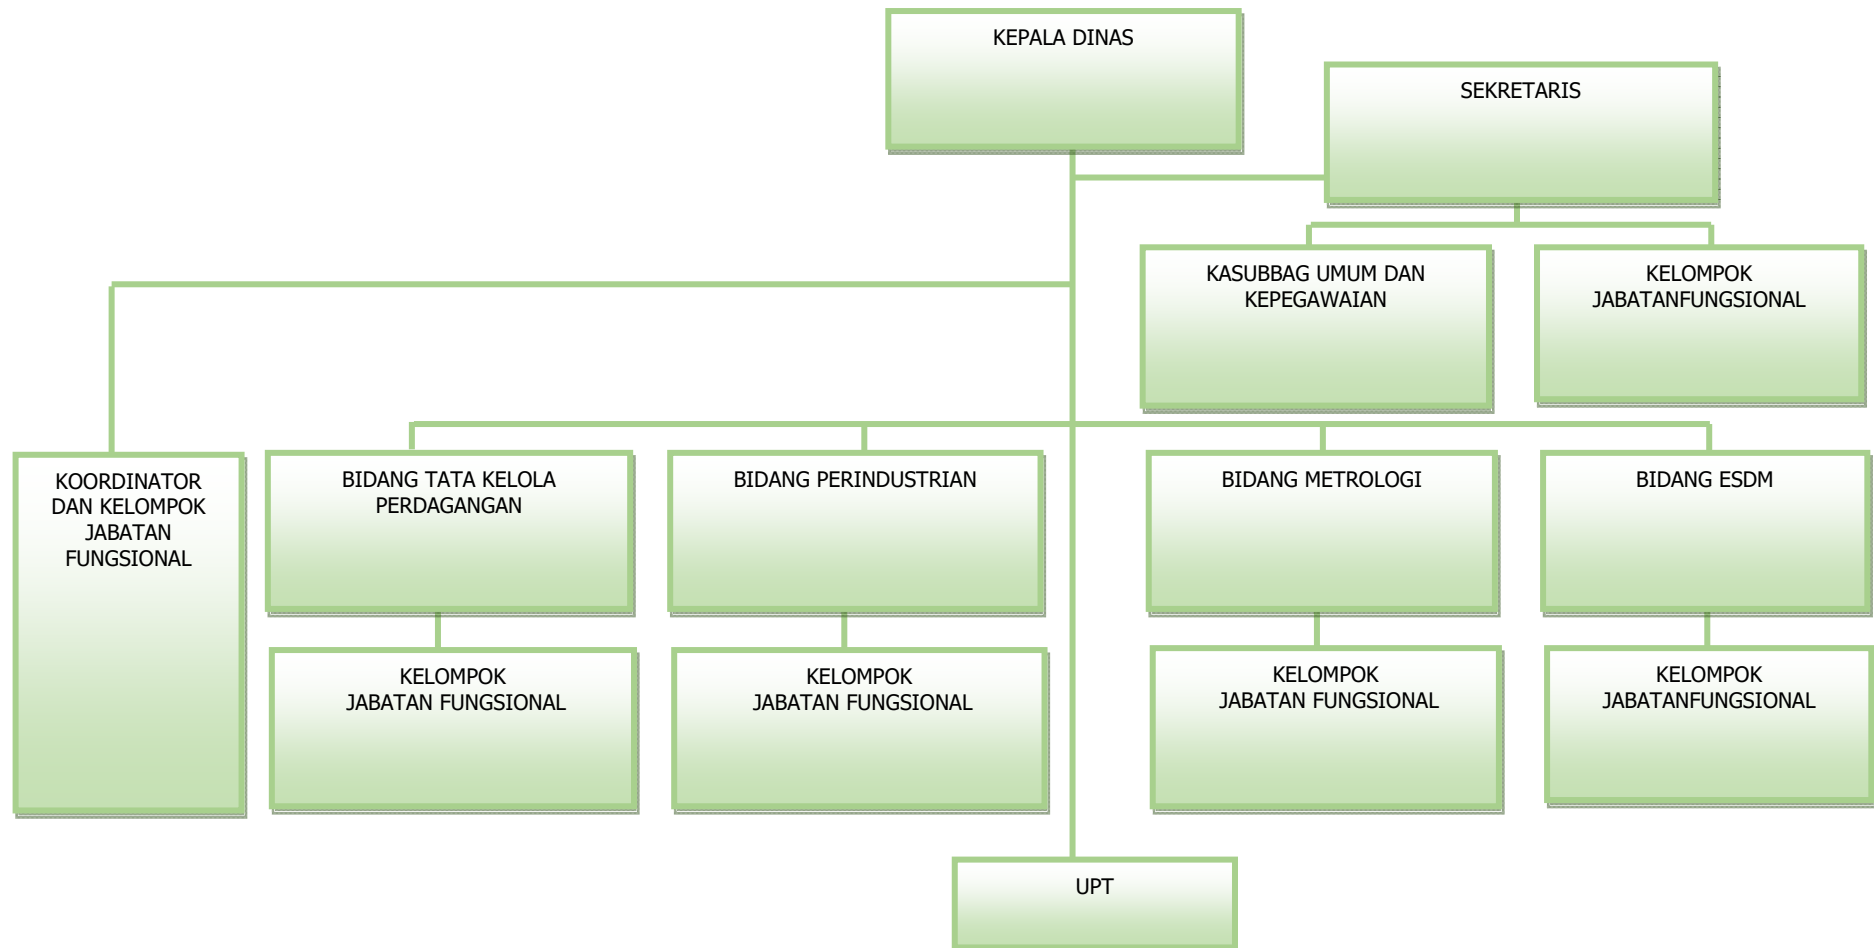 KEPALA DINAS
SEKRETARIS
KASUBBAG UMUM DAN
KEPEGAWAIAN
KELOMPOK
JABATANFUNGSIONAL
KOORDINATOR
DAN KELOMPOK
JABATAN
FUNGSIONAL
BIDANG TATA KELOLA
PERDAGANGAN
BIDANG PERINDUSTRIAN
BIDANG METROLOGI
BIDANG ESDM
KELOMPOK
JABATAN FUNGSIONAL
KELOMPOK
JABATAN FUNGSIONAL
KELOMPOK
JABATAN FUNGSIONAL
KELOMPOK
JABATANFUNGSIONAL
UPT